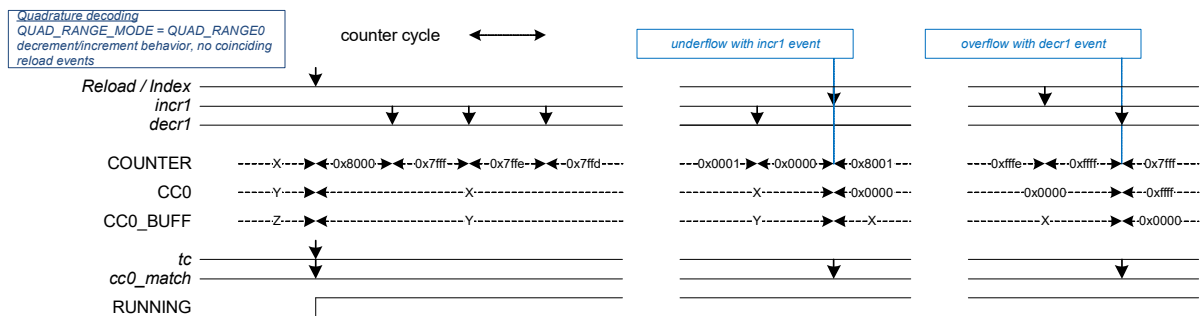 Quadrature decoding
QUAD_RANGE_MODE = QUAD_RANGE0
decrement/increment behavior, no coinciding
reload events
counter cycle
underflow with incr1 event
overflow with decr1 event
Reload / Index
incr1
decr1
COUNTER X 0x8000 0x7fff 0x7ffe 0x7ffd 0x0001 0x0000 0x8001 0xfffe 0xffff 0x7fff
CC0 Y X X 0x0000 0x0000 0xffff
CC0_BUFF Z Y Y X X 0x0000
tc
cc0_match
RUNNING